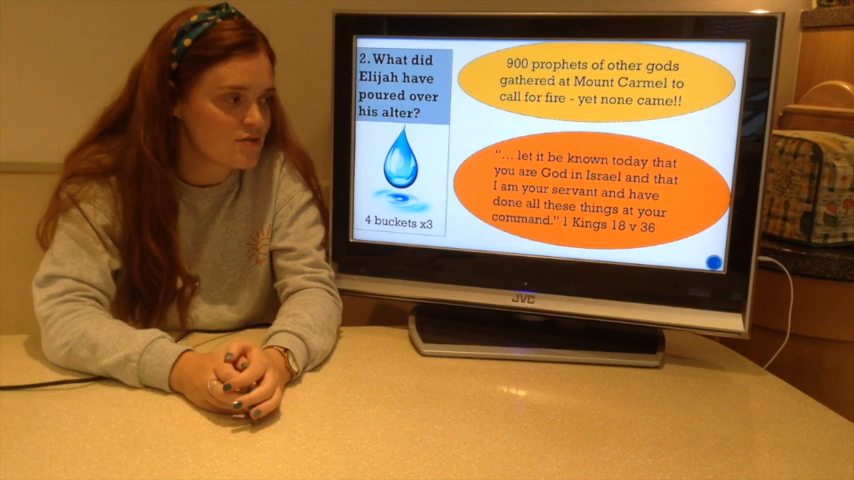 2. What did
Elijah have
poured over
his alter?
4 buckets x3
900 prophets of other gods
gathered at Mount Carmel to
call for fire - yet none came!!
"... let it be known today that
you are God in Israel and that
I am your servant and have
done all these things at your
command." 1 Kings 18 v 36
JVC